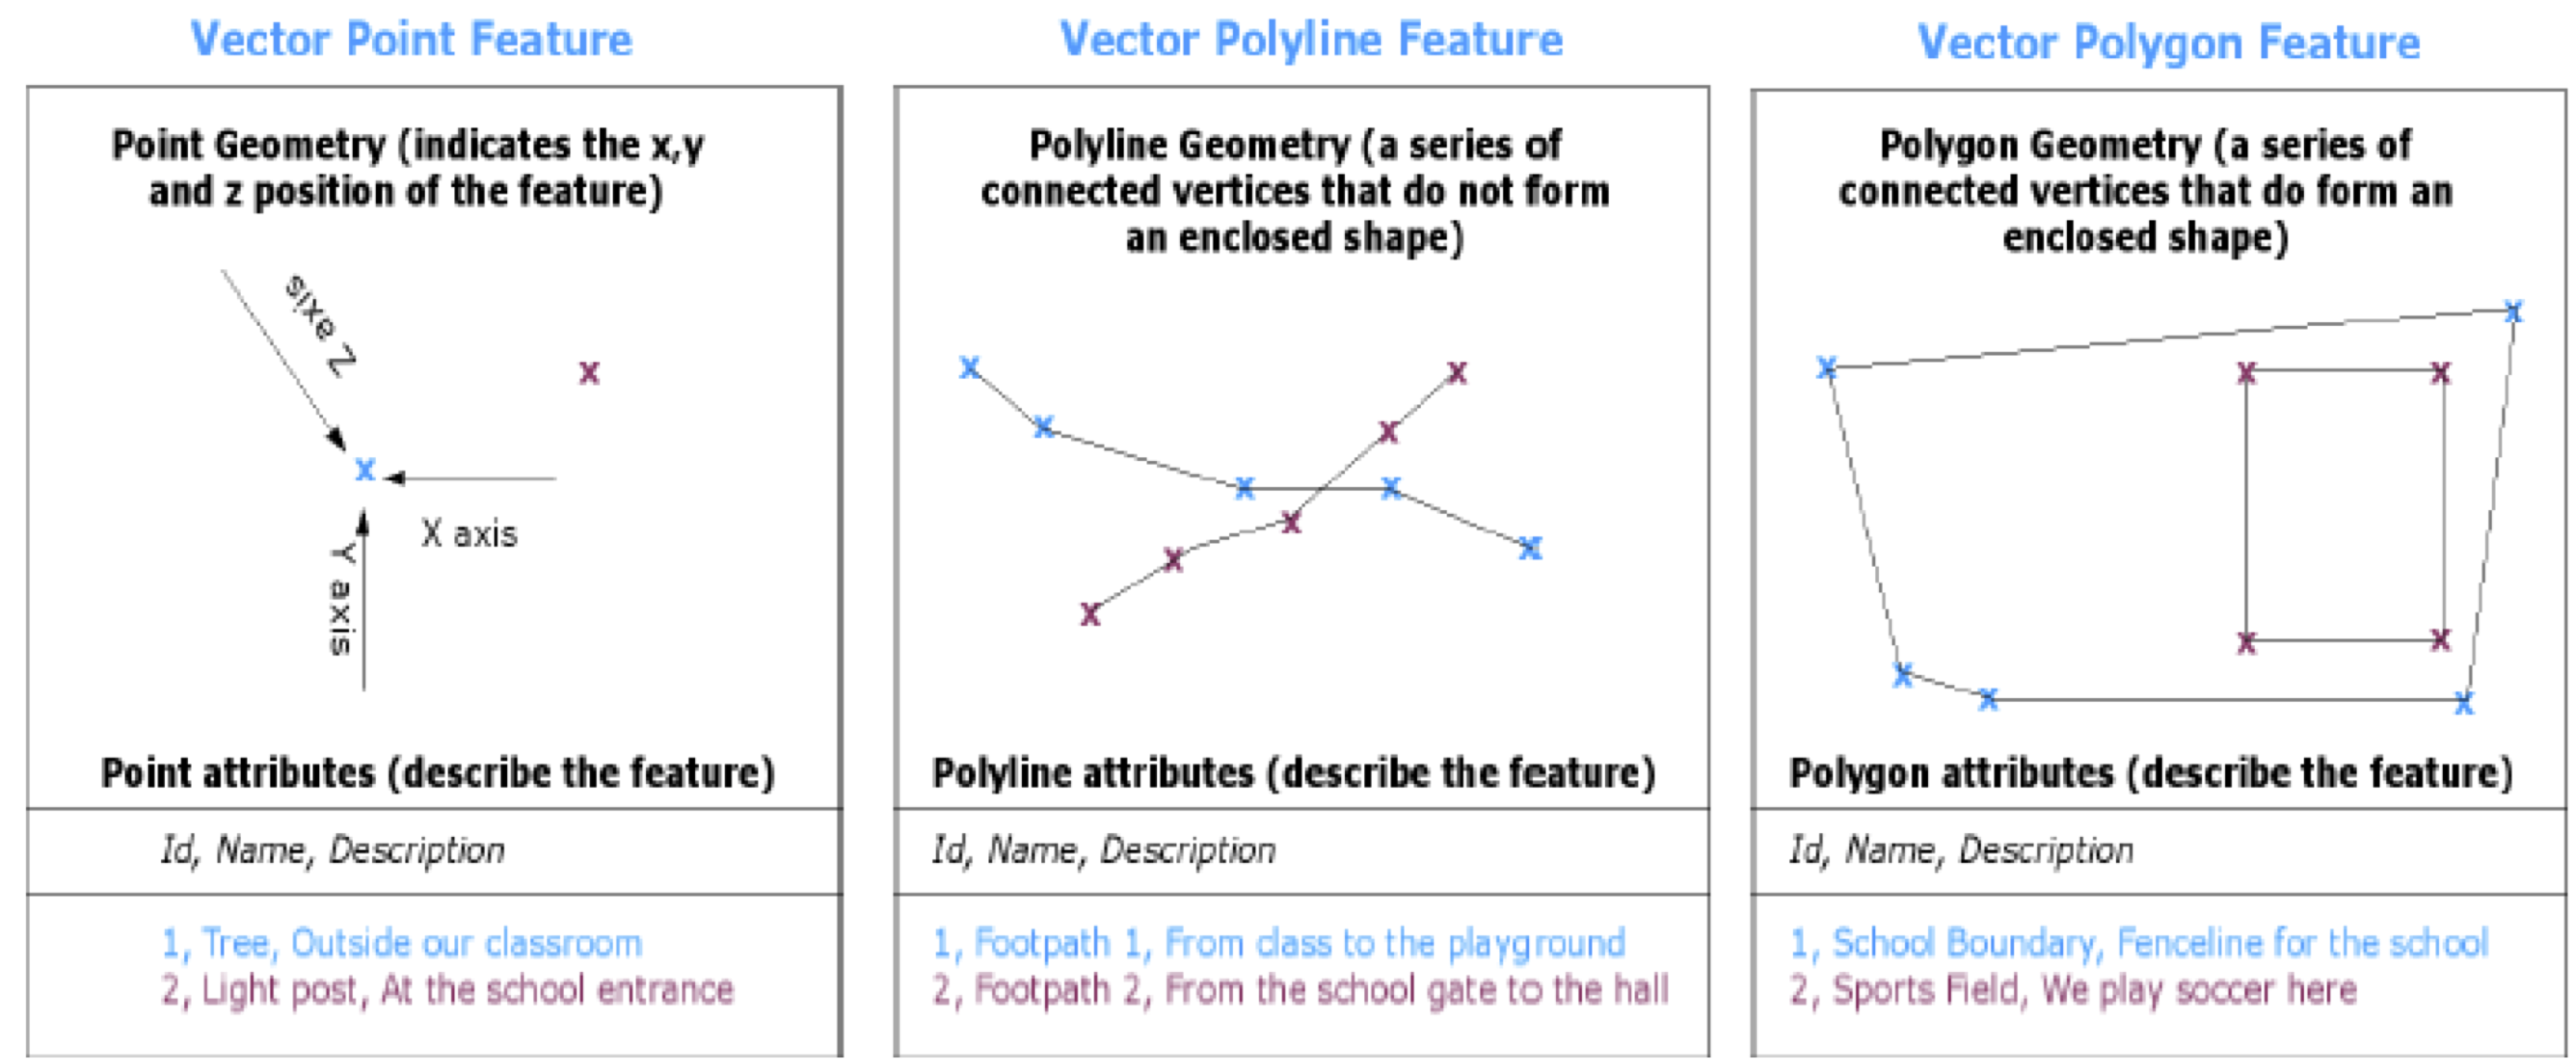 Vector Point Feature
Point Geometry (indicates the x,y
and z position of the feature)
Z axis
X
X
X axis
Y axis
Point attributes (describe the feature)
Id, Name, Description
1, Tree, Outside our classroom
2, Light post, At the school entrance
Vector Polyline Feature
Polyline Geometry (a series of
connected vertices that do not form
an enclosed shape)
X X
X X
X X
X
X X
X
Polyline attributes (describe the feature)
Id, Name, Description
1, Footpath 1, From class to the playground
2, Footpath 2, From the school gate to the hall
Vector Polygon Feature
Polygon Geometry (a series of
connected vertices that do form an
enclosed shape)
X
X X X
X X
X X X
Polygon attributes (describe the feature)
Id, Name, Description
1, School Boundary, Fenceline for the school
2, Sports Field, We play soccer here